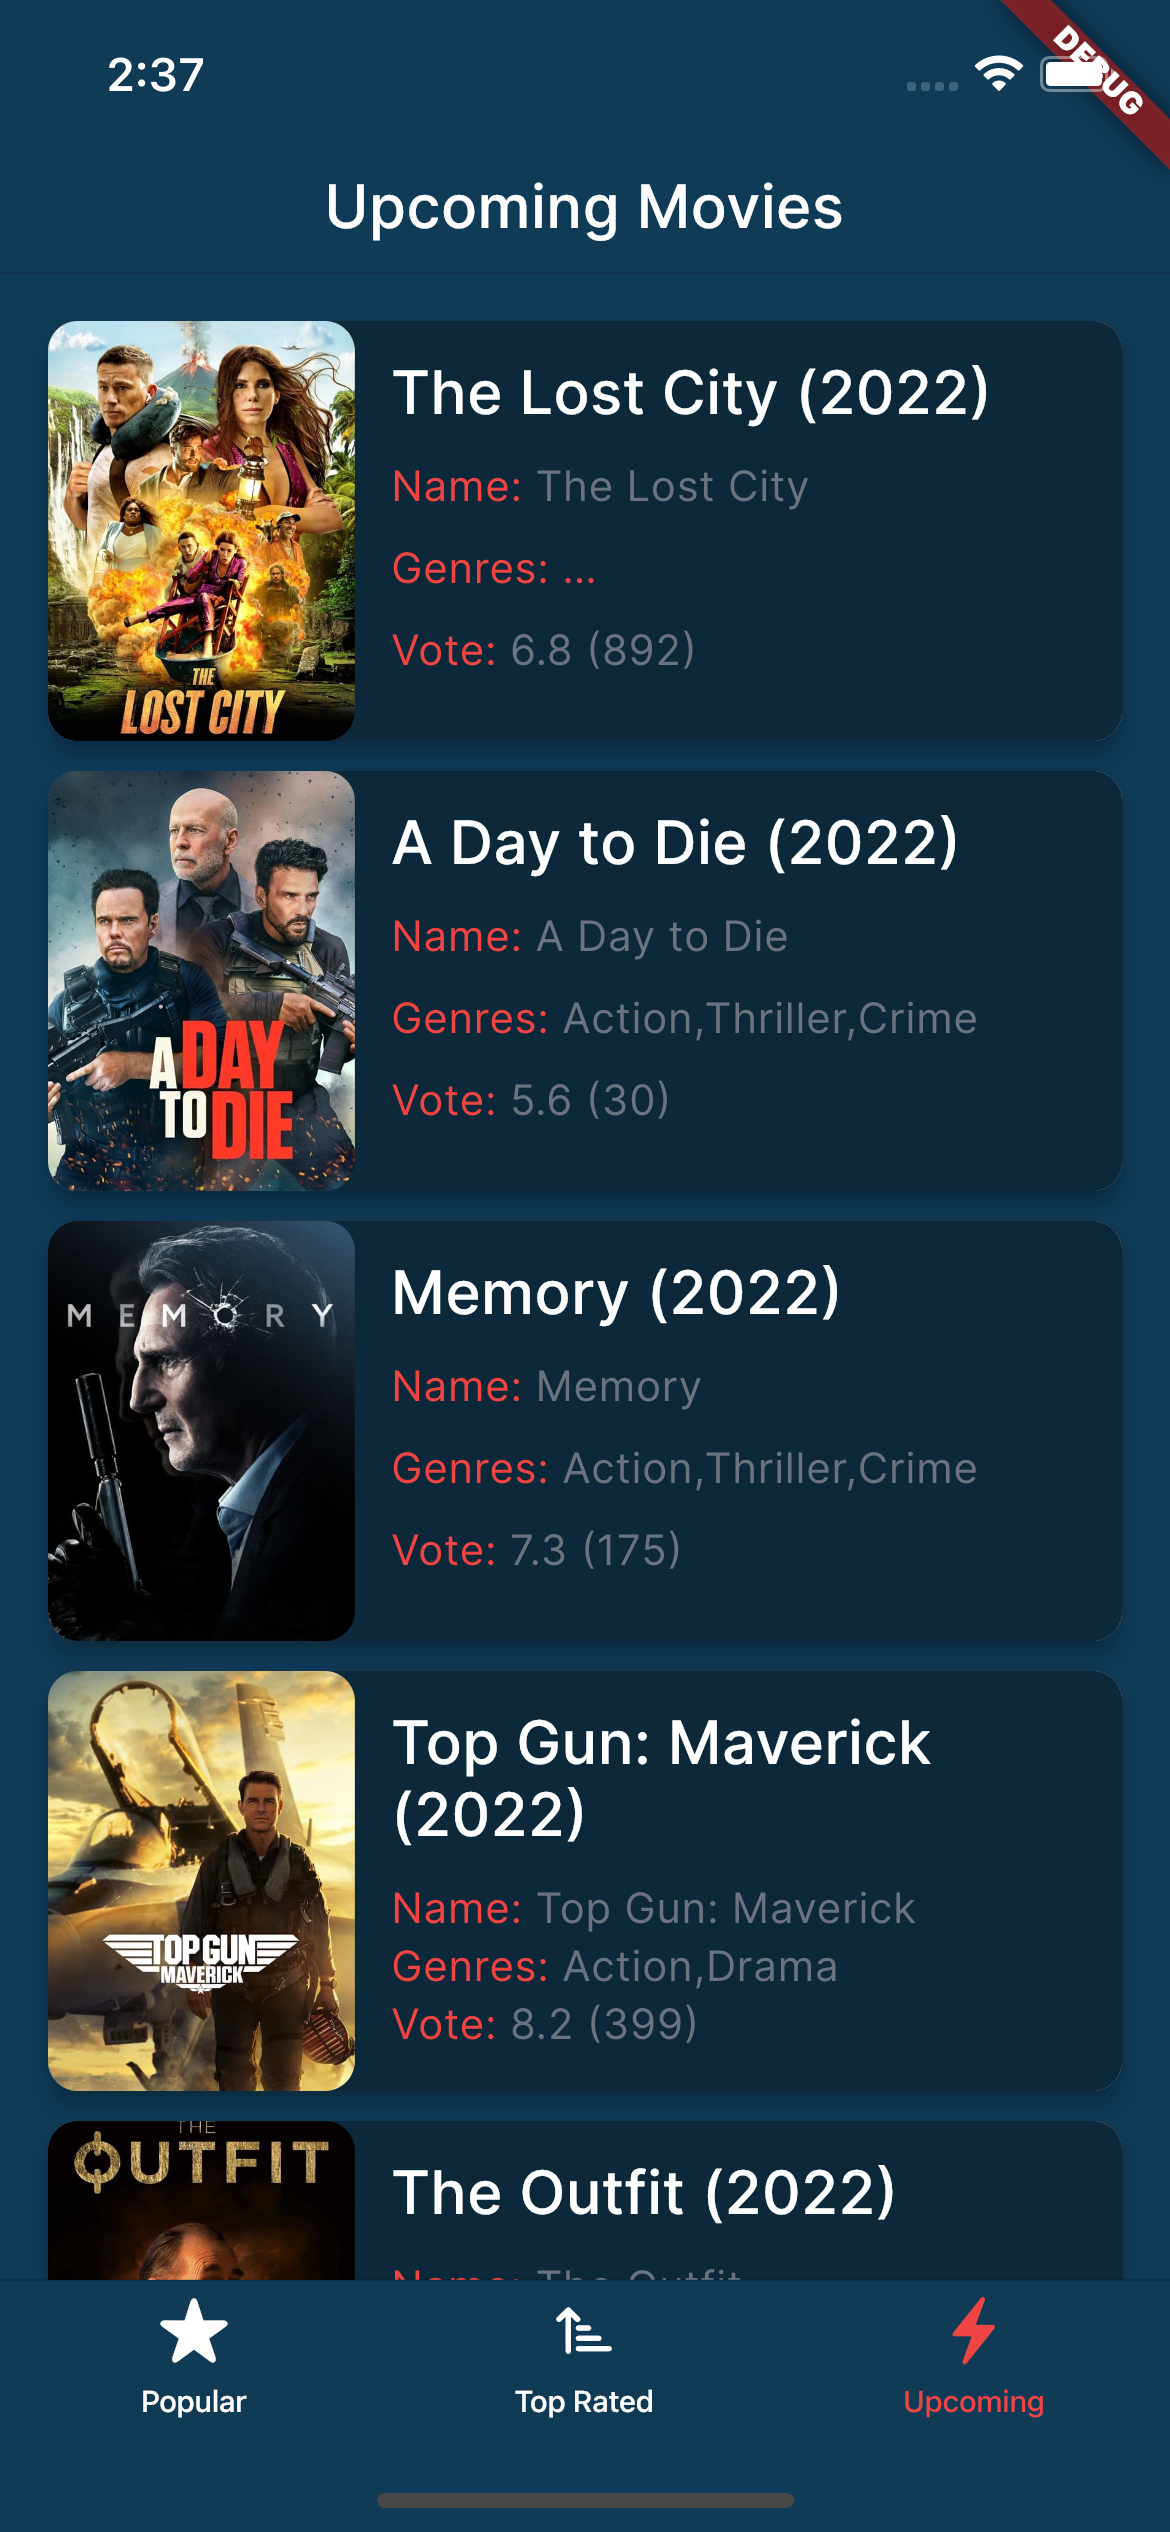 2:37
DEBUG
Upcoming Movies
THE
LOST CITY
The Lost City (2022)
Name: The Lost City
Genres: ...
Vote: 6.8 (892)
A DAY
TO DIE
A Day to Die (2022)
Name: A Day to Die
Genres: Action,Thriller,Crime
Vote: 5.6 (30)
MEMORY
Memory (2022)
Name: Memory
Genres: Action,Thriller,Crime
Vote: 7.3 (175)
TOP GUN
MAVERICK
Top Gun: Maverick
(2022)
Name: Top Gun: Maverick
Genres: Action,Drama
Vote: 8.2 (399)
THE
OUTFIT
The Outfit (2022)
Name: The Outfit
Popular
Top Rated
Upcoming